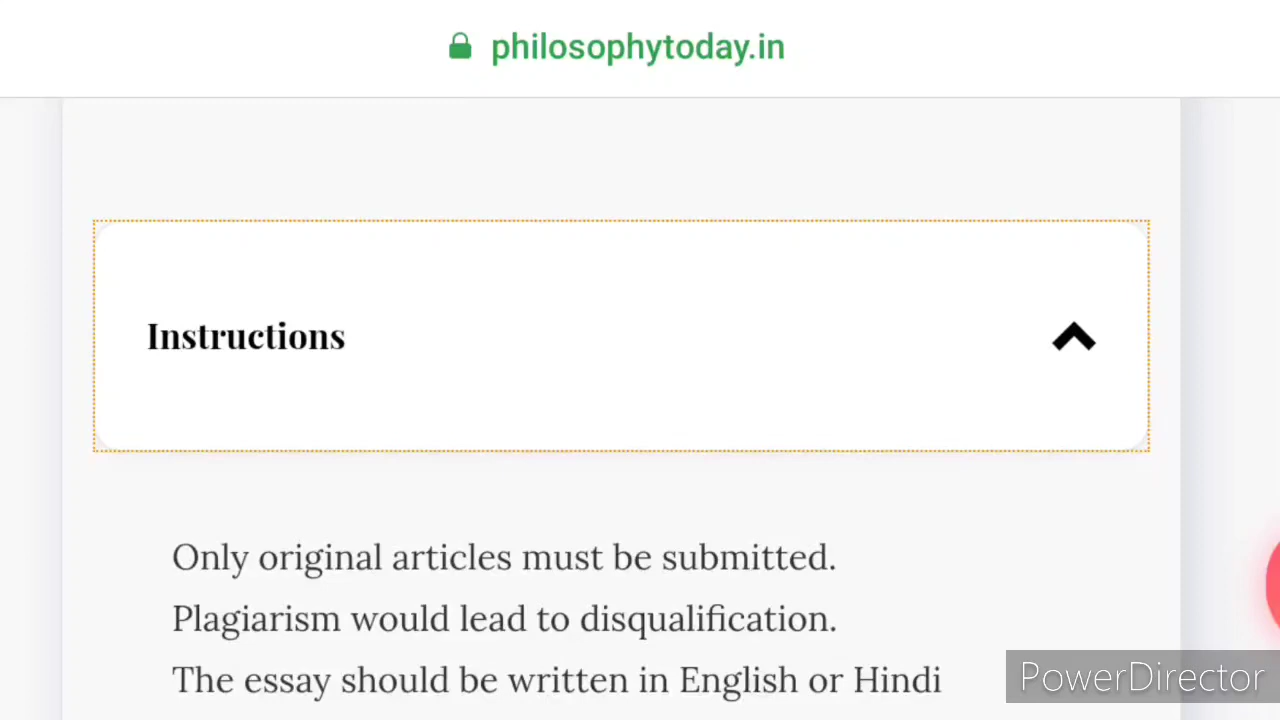 philosophytoday.in
Instructions
Only original articles must be submitted.
Plagiarism would lead to disqualification.
The essay should be written in English or Hindi
PowerDirector